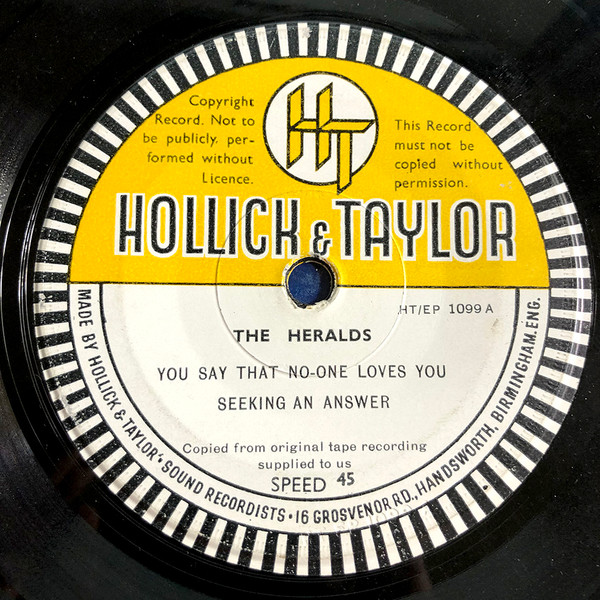 Copyright
Record. Not to
be publicly per-
formed without
Licence.
HT
This Record
must not be
copied without
permission.
HOLLICK & TAYLOR
HT/EP 1099 A
THE HERALDS
YOU SAY THAT NO-ONE LOVES YOU
SEEKING AN ANSWER
Copied from original tape recording
supplied to us
SPEED 45
MADE BY HOLLICK & TAYLOR, SOUND RECORDISTS • 16 GROSVENOR RD., HANDSWORTH, BIRMINGHAM. ENG.